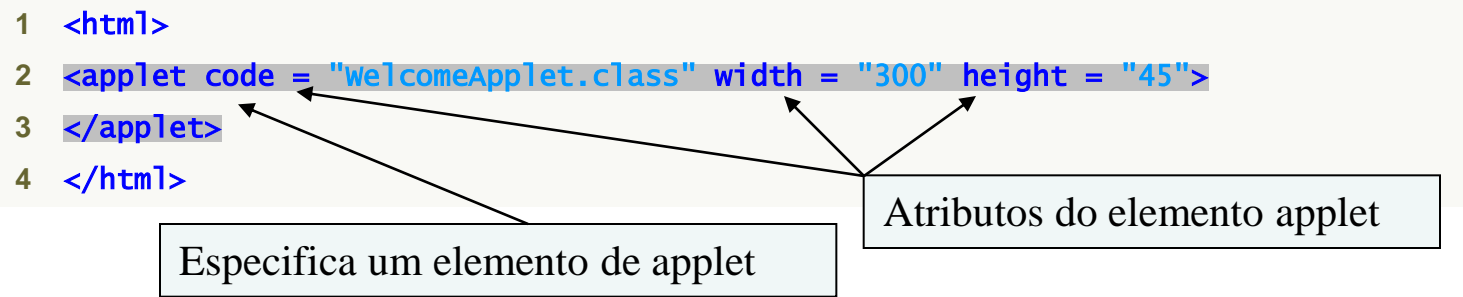 1 <html>
2 <applet code = "WelcomeApplet.class" width = "300" height = "45">
3 </applet>
4 </html>
Atributos do elemento applet
Especifica um elemento de applet